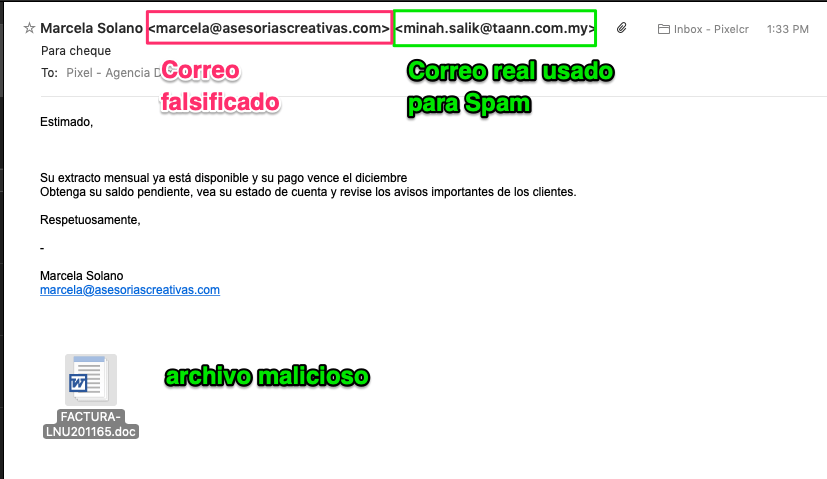 ☆ Marcela Solano <marcela@asesoriascreativas.com> <minah.salik@taann.com.my> Inbox - Pixelcr 1:33 PM
Para cheque
To: Pixel - Agencia D
Correo
falsificado
Correo real usado
para Spam
Estimado,
Su extracto mensual ya está disponible y su pago vence el diciembre
Obtenga su saldo pendiente, vea su estado de cuenta y revise los avisos importantes de los clientes.
Respetuosamente,
-
Marcela Solano
marcela@asesoriascreativas.com
archivo malicioso
W
FACTURA-
LNU201165.doc